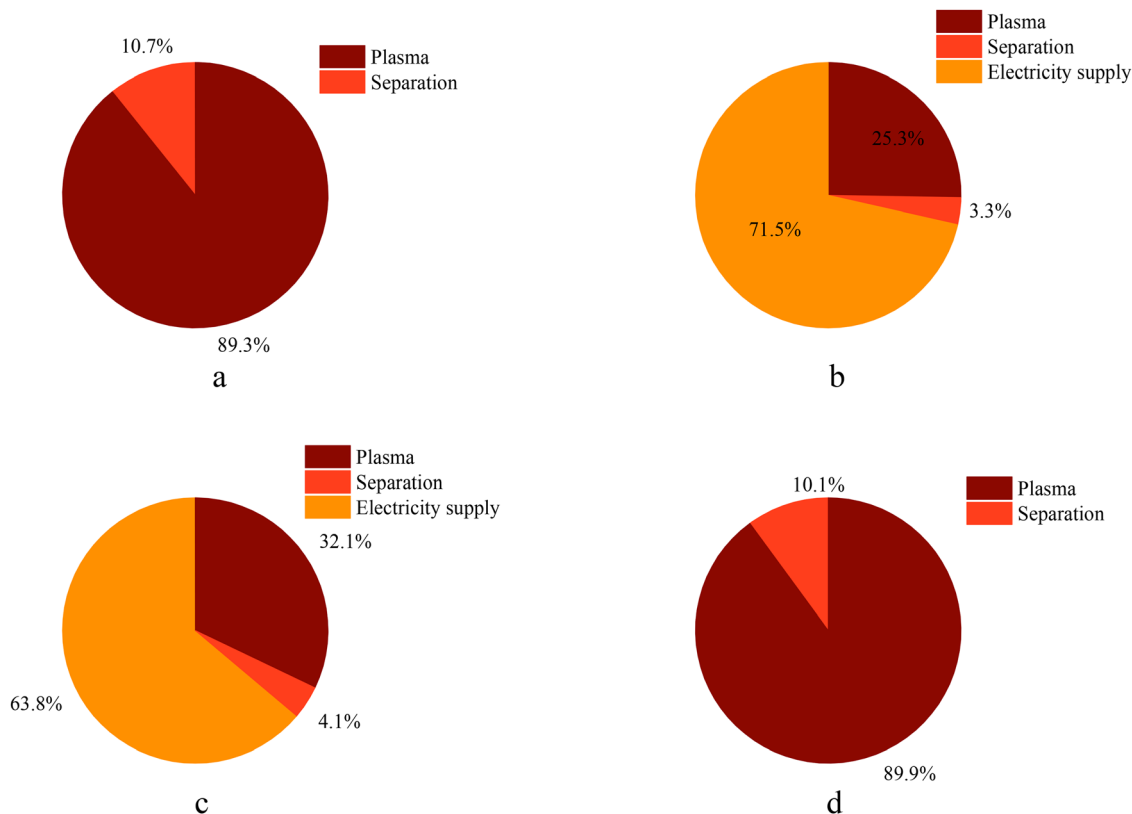 10.7%
Plasma
Separation
89.3%
a
Plasma
Separation
Electricity supply
25.3%
3.3%
71.5%
b
Plasma
Separation
Electricity supply
32.1%
63.8%
4.1%
c
10.1%
Plasma
Separation
89.9%
d